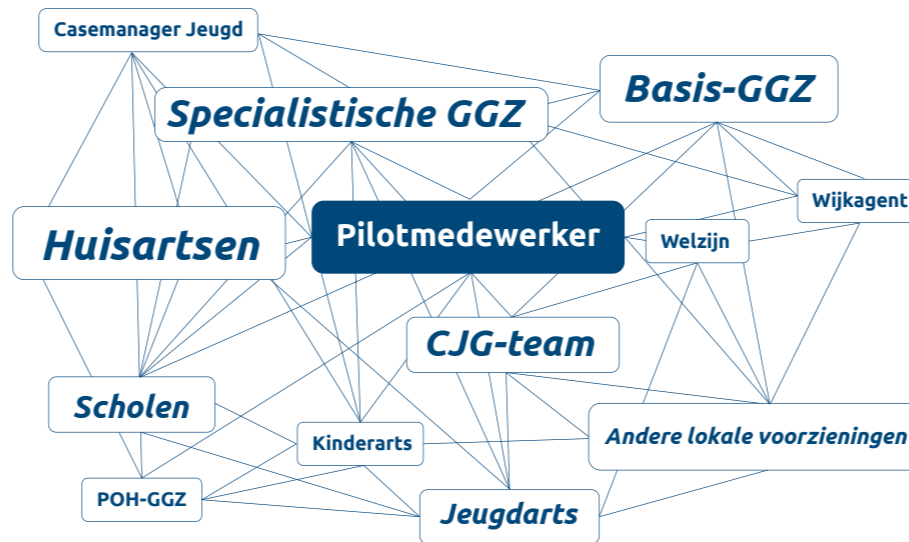 Casemanager Jeugd
Basis-GGZ
Specialistische GGZ
Wijkagent
Pilotmedewerker
Huisartsen
Welzijn
CJG-team
Scholen
Kinderarts
Andere lokale voorzieningen
POH-GGZ
Jeugdarts